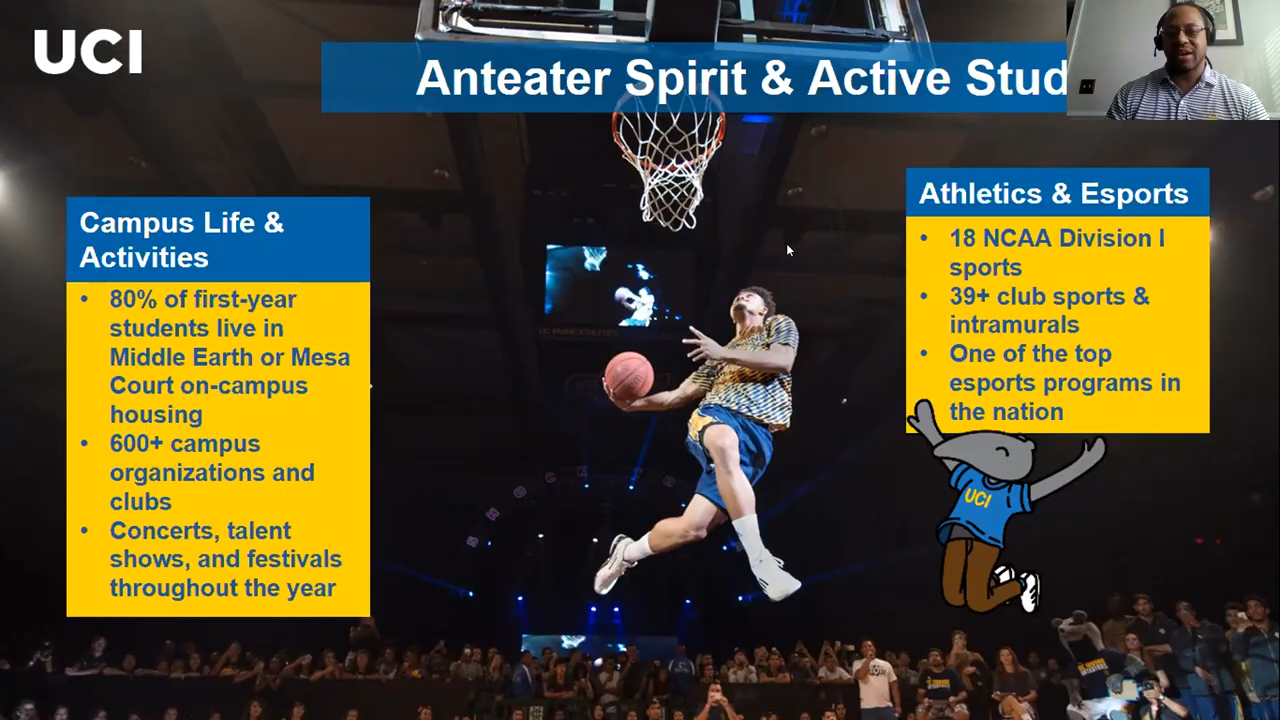 UCI
Anteater Spirit & Active Stud
Campus Life &
Activities
• 80% of first-year
students live in
Middle Earth or Mesa
Court on-campus
housing
• 600+ campus
organizations and
clubs
• Concerts, talent
shows, and festivals
throughout the year
Athletics & Esports
• 18 NCAA Division I
sports
• 39+ club sports &
intramurals
• One of the top
esports programs in
the nation
UCI